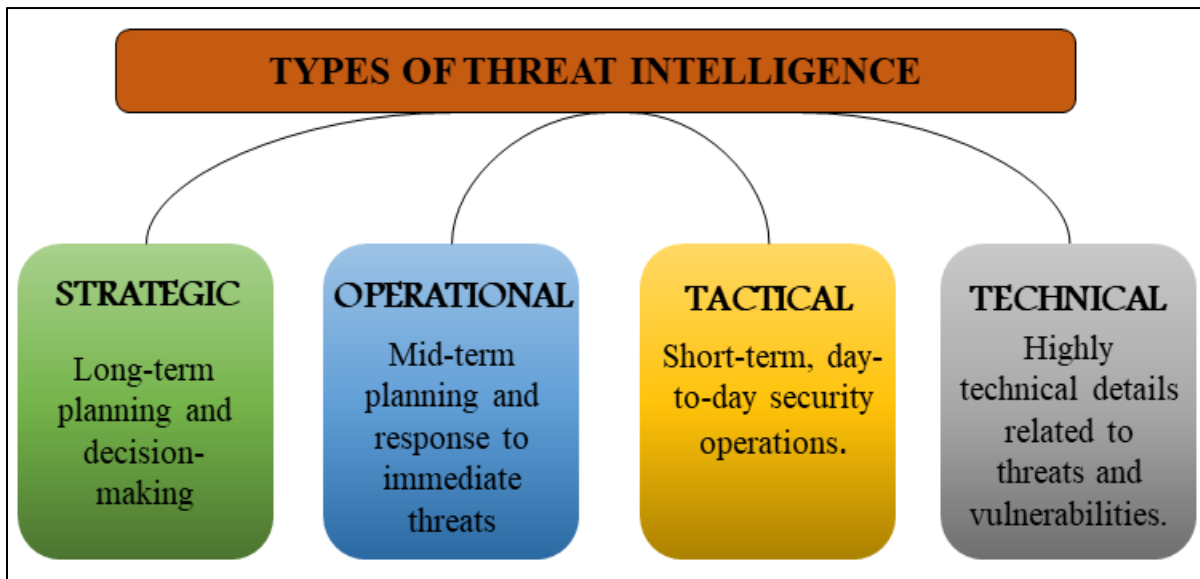 TYPES OF THREAT INTELLIGENCE
STRATEGIC
Long-term
planning and
decision-
making
OPERATIONAL
Mid-term
planning and
response to
immediate
threats
TACTICAL
Short-term, day-
to-day security
operations.
TECHNICAL
Highly
technical details
related to
threats and
vulnerabilities.